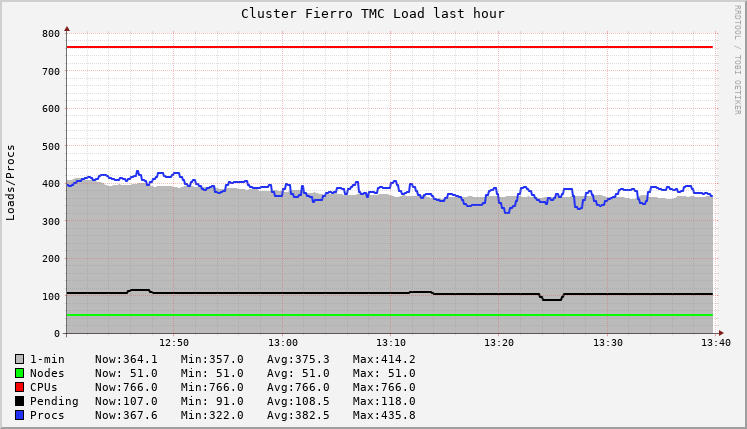 Cluster Fierro TMC Load last hour
RRDTOOL / TOBI OETIKER
Loads/Procs
800
700
600
500
400
300
200
100
0
12:50 13:00 13:10 13:20 13:30 13:40
1-min Now:364.1 Min:357.0 Avg:375.3 Max:414.2
Nodes Now: 51.0 Min: 51.0 Avg: 51.0 Max: 51.0
CPUs Now:766.0 Min:766.0 Avg:766.0 Max:766.0
Pending Now:107.0 Min: 91.0 Avg:108.5 Max:118.0
Procs Now:367.6 Min:322.0 Avg:382.5 Max:435.8